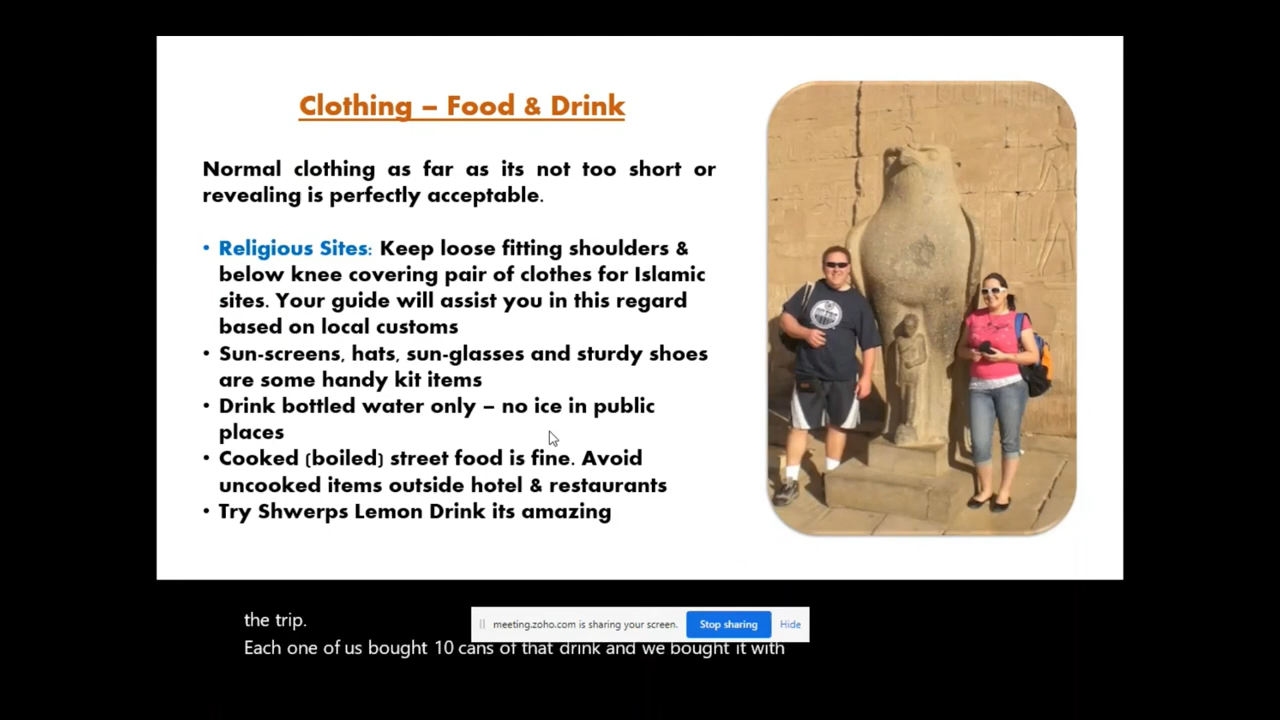 Clothing – Food & Drink
Normal clothing as far as its not too short or
revealing is perfectly acceptable.
• Religious Sites: Keep loose fitting shoulders &
below knee covering pair of clothes for Islamic
sites. Your guide will assist you in this regard
based on local customs
• Sun-screens, hats, sun-glasses and sturdy shoes
are some handy kit items
• Drink bottled water only – no ice in public
places
• Cooked (boiled) street food is fine. Avoid
uncooked items outside hotel & restaurants
• Try Shwerps Lemon Drink its amazing
the trip.
meeting.zoho.com is sharing your screen. Stop sharing Hide
Each one of us bought 10 cans of that drink and we bought it with